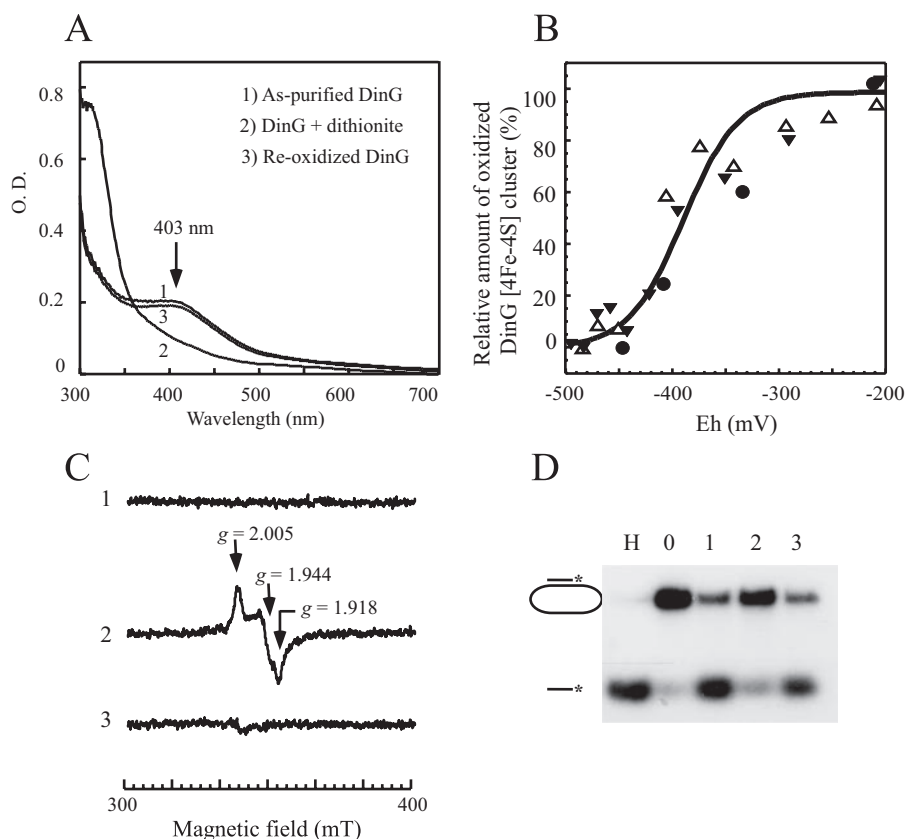 A
0.8
0.6
0.4
0.2
0
O. D.
1) As-purified DinG
2) DinG + dithionite
3) Re-oxidized DinG
403 nm
1
3
2
300
400
500
600
700
Wavelength (nm)
B
Relative amount of oxidized
DinG [4Fe-4S] cluster (%)
100
80
60
40
20
0
-500
-400
-300
-200
Eh (mV)
C
1
g = 2.005
g = 1.944
g = 1.918
2
3
300
400
Magnetic field (mT)
D
H 0 1 2 3
*
*